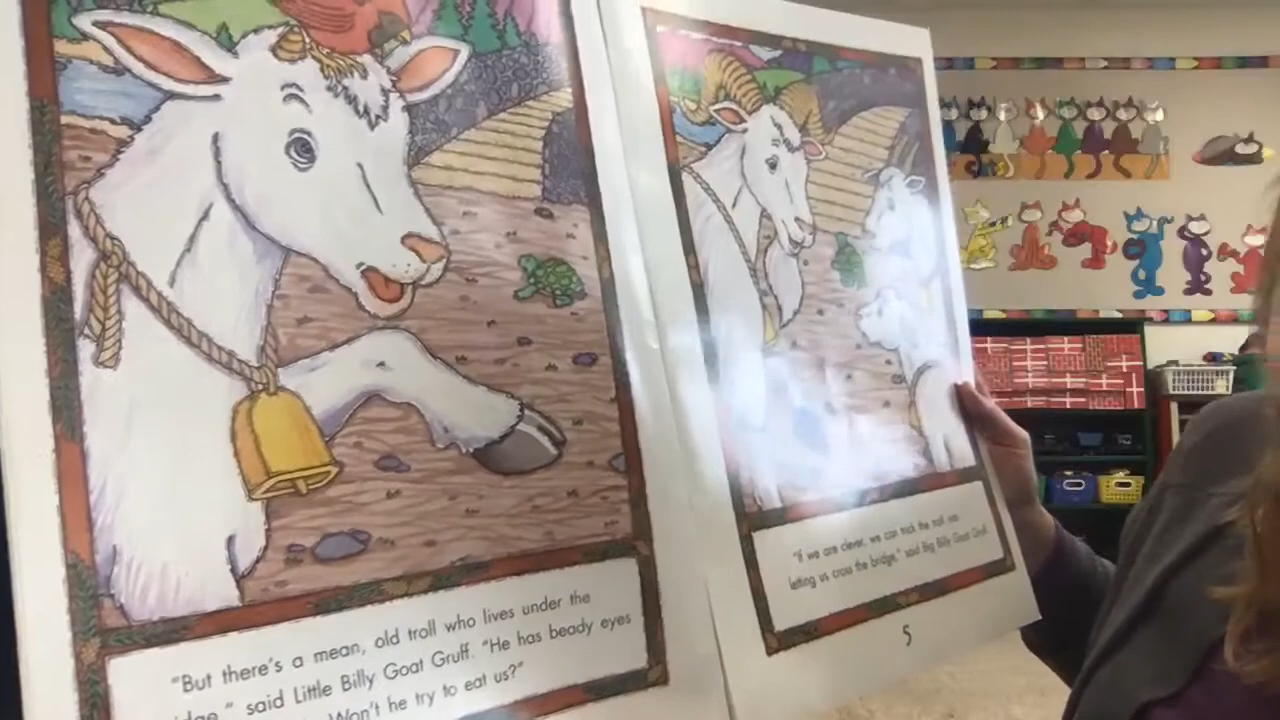 "But there's a mean, old troll who lives under the
said Little Billy Goat Gruff. "He has beady eyes
Won't he try to eat us?"
"If we are clever, we can trick the troll into
letting us cross the bridge," said Big Billy Goat Gruff.
5